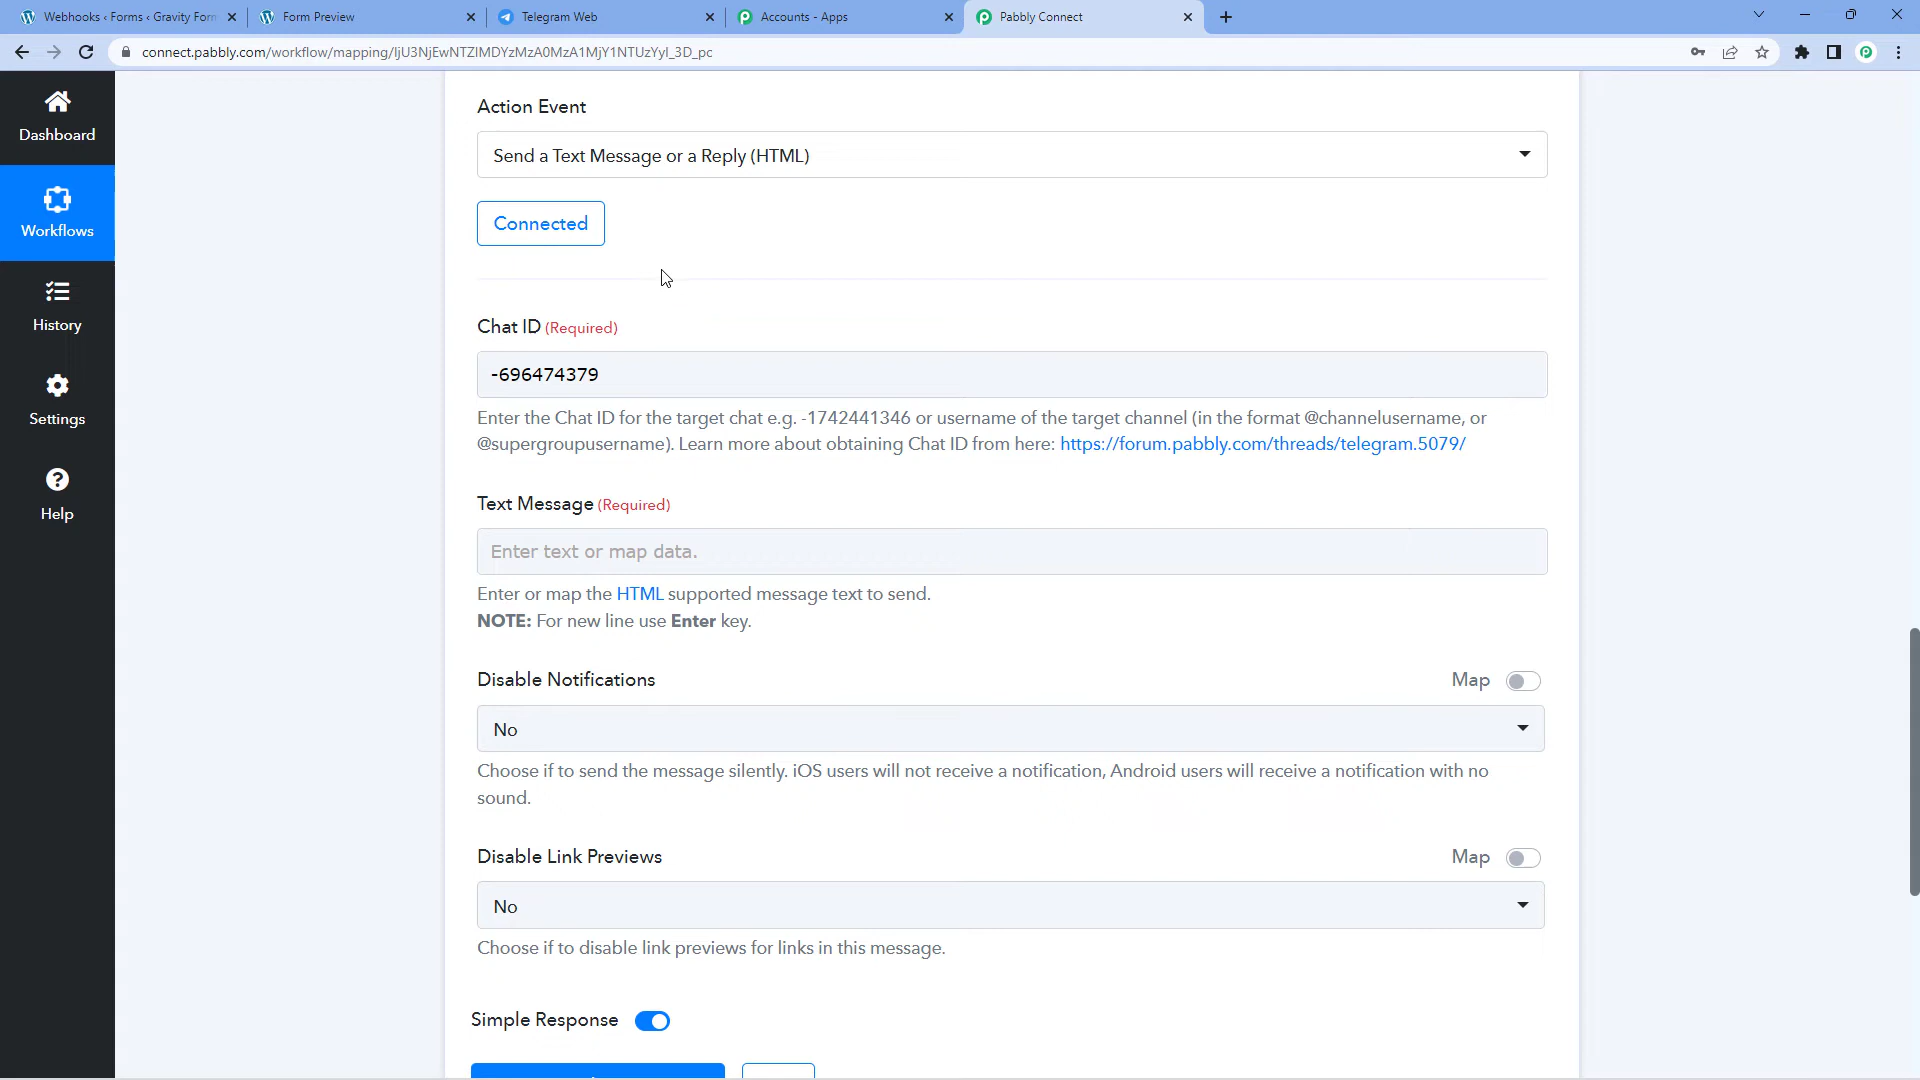 Webhooks ‹ Forms ‹ Gravity Form
Form Preview
Telegram Web
Accounts - Apps
Pabbly Connect
connect.pabbly.com/workflow/mapping/IjU3NjEwNTZlMDYzMzA0MzA1MjY1NTUzYyI_3D_pc
Dashboard
Workflows
History
Settings
Help
Action Event
Send a Text Message or a Reply (HTML)
Connected
Chat ID (Required)
-696474379
Enter the Chat ID for the target chat e.g. -1742441346 or username of the target channel (in the format @channelusername, or
@supergroupusername). Learn more about obtaining Chat ID from here: https://forum.pabbly.com/threads/telegram.5079/
Text Message (Required)
Enter text or map data.
Enter or map the HTML supported message text to send.
NOTE: For new line use Enter key.
Disable Notifications
Map
No
Choose if to send the message silently. iOS users will not receive a notification, Android users will receive a notification with no
sound.
Disable Link Previews
Map
No
Choose if to disable link previews for links in this message.
Simple Response